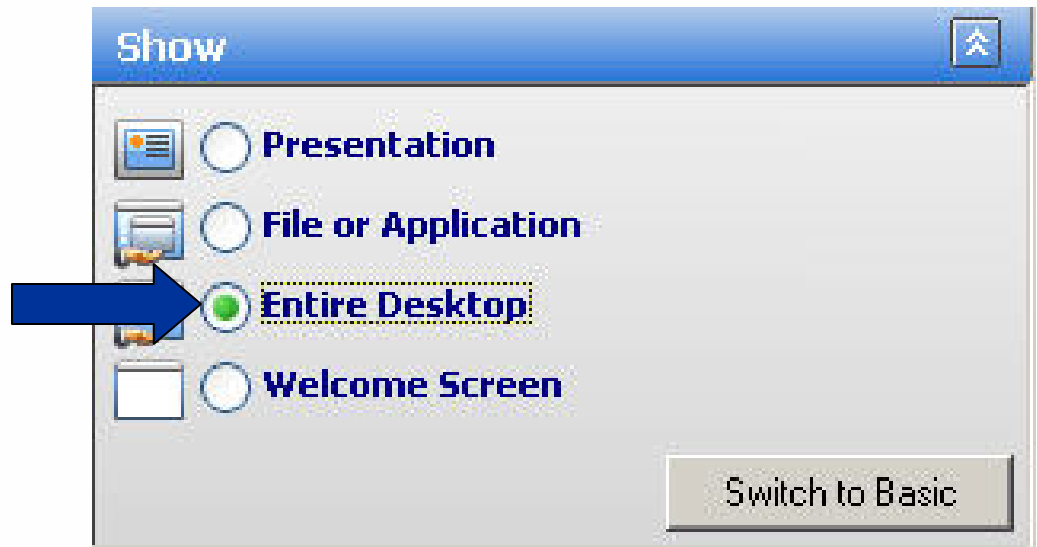 Show
Presentation
File or Application
Entire Desktop
Welcome Screen
Switch to Basic